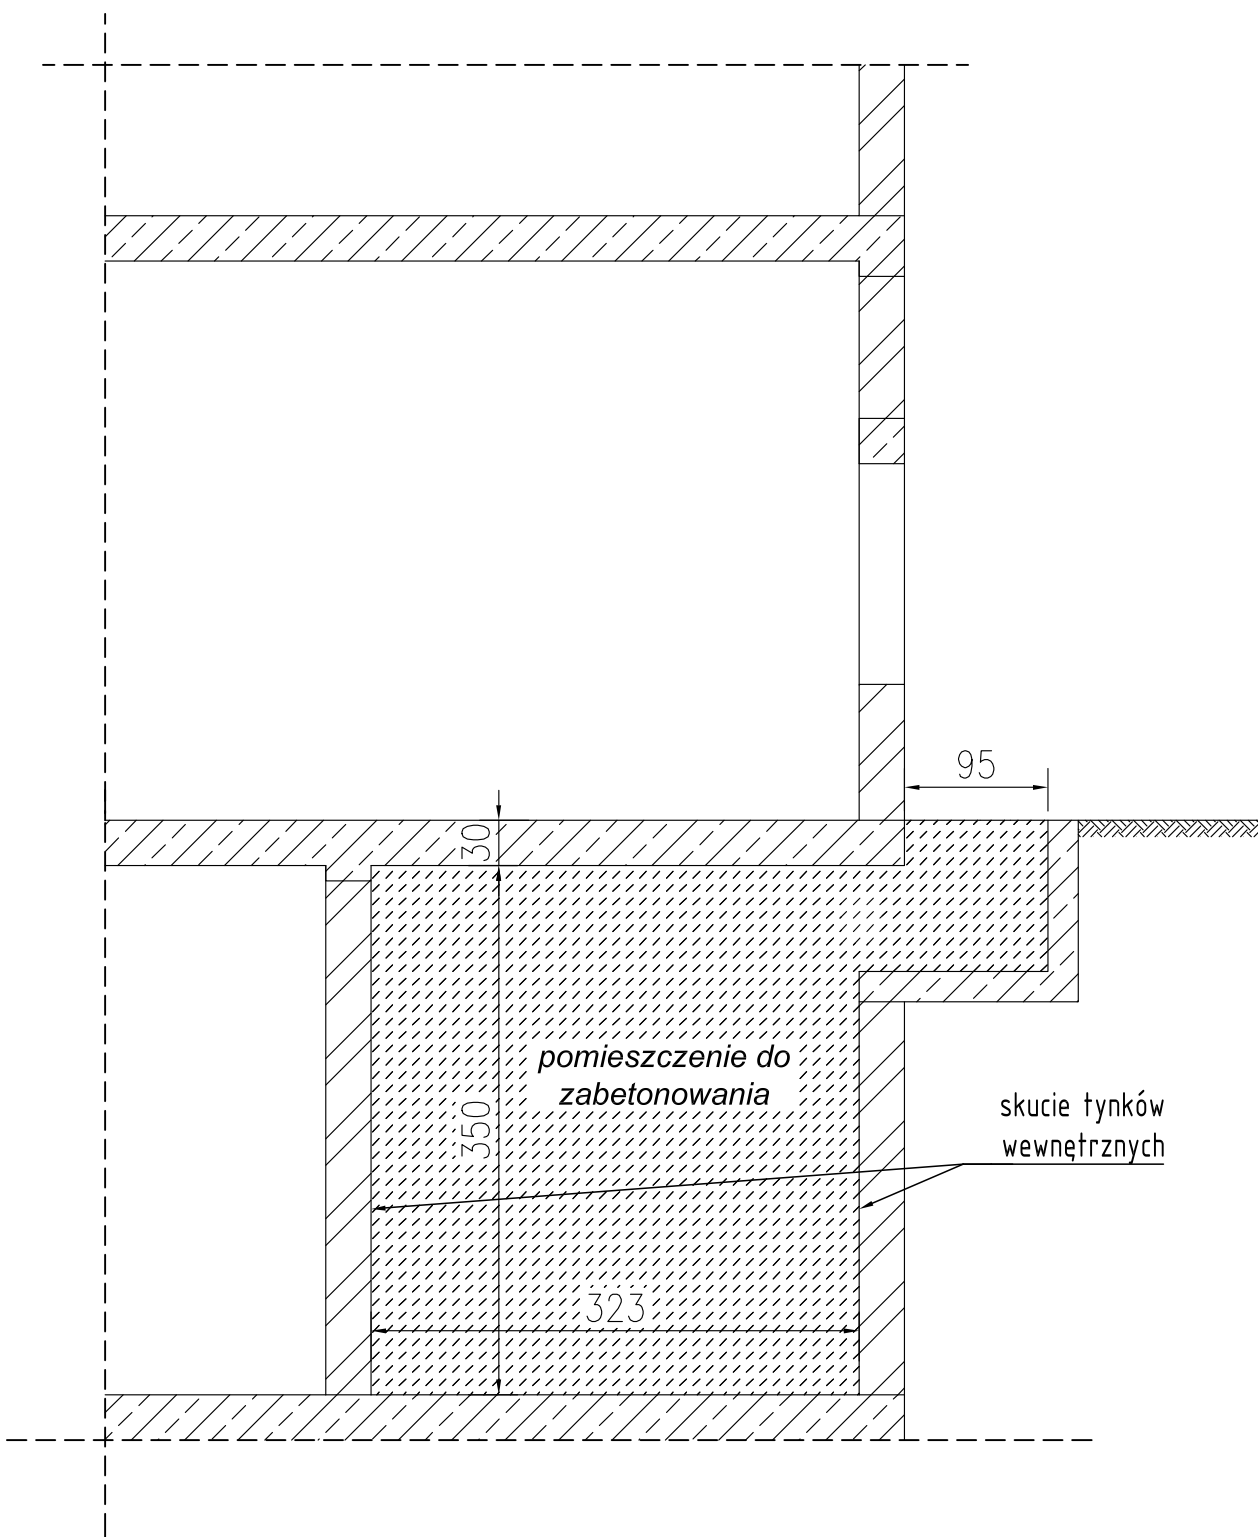 95
30
pomieszczenie do
zabetonowania
350
skucie tynków
wewnętrznych
323